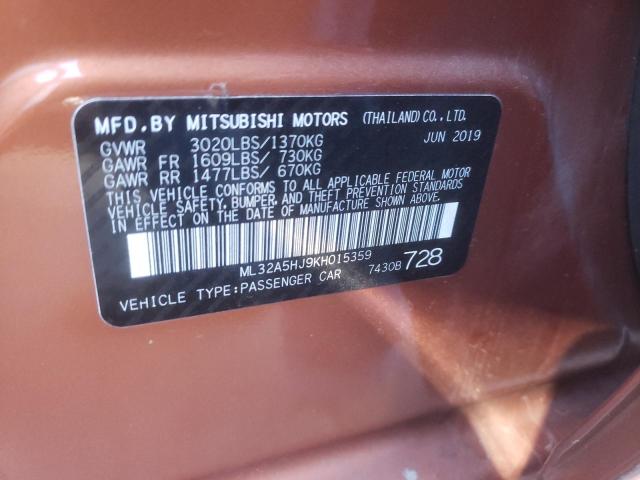 MFD.BY MITSUBISHI MOTORS (THAILAND) CO., LTD.
GVWR 3020LBS/1370KG JUN 2019
GAWR FR 1609LBS/ 730KG
GAWR RR 1477LBS/ 670KG
THIS VEHICLE CONFORMS TO ALL APPLICABLE FEDERAL MOTOR
VEHICLE SAFETY, BUMPER, AND THEFT PREVENTION STANDARDS
IN EFFECT ON THE DATE OF MANUFACTURE SHOWN ABOVE.
ML32A5HJ9KH015359
VEHICLE TYPE:PASSENGER CAR 7430B 728